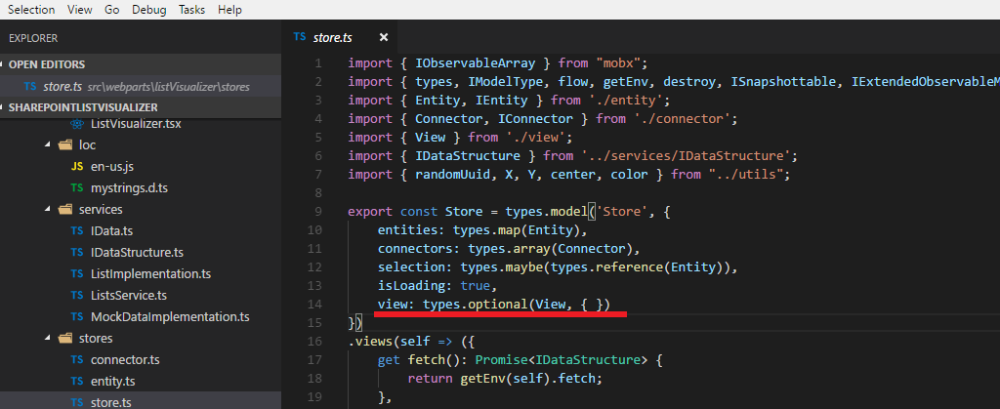 Selection View Go Debug Tasks Help
EXPLORER
OPEN EDITORS
TS store.ts src\webparts\listVisualizer\stores
SHAREPOINTLISTVISUALIZER
ListVisualizer.tsx
loc
JS en-us.js
TS mystrings.d.ts
services
TS IData.ts
TS IDataStructure.ts
TS ListImplementation.ts
TS ListsService.ts
TS MockDataImplementation.ts
stores
TS connector.ts
TS entity.ts
TS store.ts
TS store.ts ×
1 import { IObservableArray } from "mobx";
2 import { types, IModelType, flow, getEnv, destroy, ISnapshottable, IExtendedObservableM
3 import { Entity, IEntity } from './entity';
4 import { Connector, IConnector } from './connector';
5 import { View } from './view';
6 import { IDataStructure } from '../services/IDataStructure';
7 import { randomUuid, X, Y, center, color } from "../utils";
8
9 export const Store = types.model('Store', {
10 entities: types.map(Entity),
11 connectors: types.array(Connector),
12 selection: types.maybe(types.reference(Entity)),
13 isLoading: true,
14 view: types.optional(View, { })
15 })
16 .views(self => ({
17 get fetch(): Promise<IDataStructure> {
18 return getEnv(self).fetch;
19 },